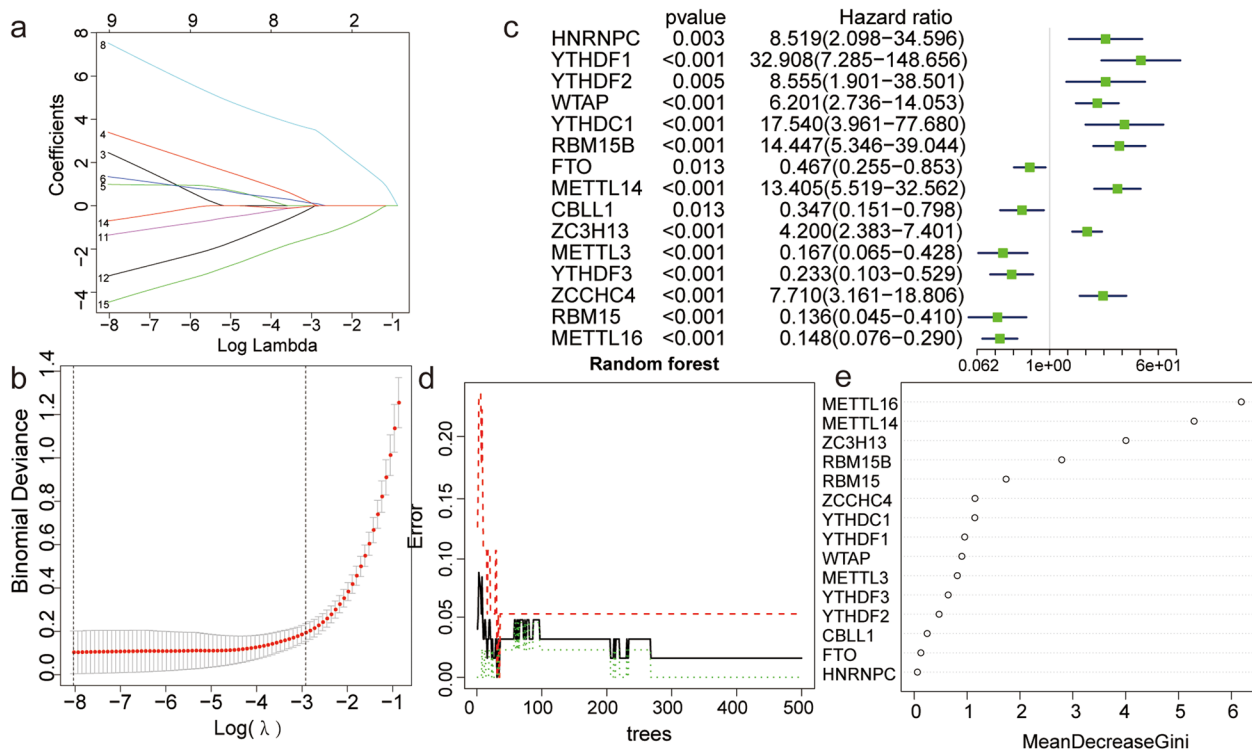 a
9 9 8 2
8
6
4
2
0
−2
−4
Coefficients
8
4
3
6
5
14
11
12
15
−8 −7 −6 −5 −4 −3 −2 −1
Log Lambda
b
1.4
1.2
1.0
0.8
0.6
0.4
0.2
0.0
Binomial Deviance
−8 −7 −6 −5 −4 −3 −2 −1
Log(λ)
c
pvalue Hazard ratio
HNRNPC 0.003 8.519(2.098−34.596)
YTHDF1 <0.001 32.908(7.285−148.656)
YTHDF2 0.005 8.555(1.901−38.501)
WTAP <0.001 6.201(2.736−14.053)
YTHDC1 <0.001 17.540(3.961−77.680)
RBM15B <0.001 14.447(5.346−39.044)
FTO 0.013 0.467(0.255−0.853)
METTL14 <0.001 13.405(5.519−32.562)
CBLL1 0.013 0.347(0.151−0.798)
ZC3H13 <0.001 4.200(2.383−7.401)
METTL3 <0.001 0.167(0.065−0.428)
YTHDF3 <0.001 0.233(0.103−0.529)
ZCCHC4 <0.001 7.710(3.161−18.806)
RBM15 <0.001 0.136(0.045−0.410)
METTL16 <0.001 0.148(0.076−0.290)
0.062 1e+00 6e+01
d
Random forest
0.20
0.15
0.10
0.05
0.00
Error
0 100 200 300 400 500
trees
e
METTL16
METTL14
ZC3H13
RBM15B
RBM15
ZCCHC4
YTHDC1
YTHDF1
WTAP
METTL3
YTHDF3
YTHDF2
CBLL1
FTO
HNRNPC
0 1 2 3 4 5 6
MeanDecreaseGini